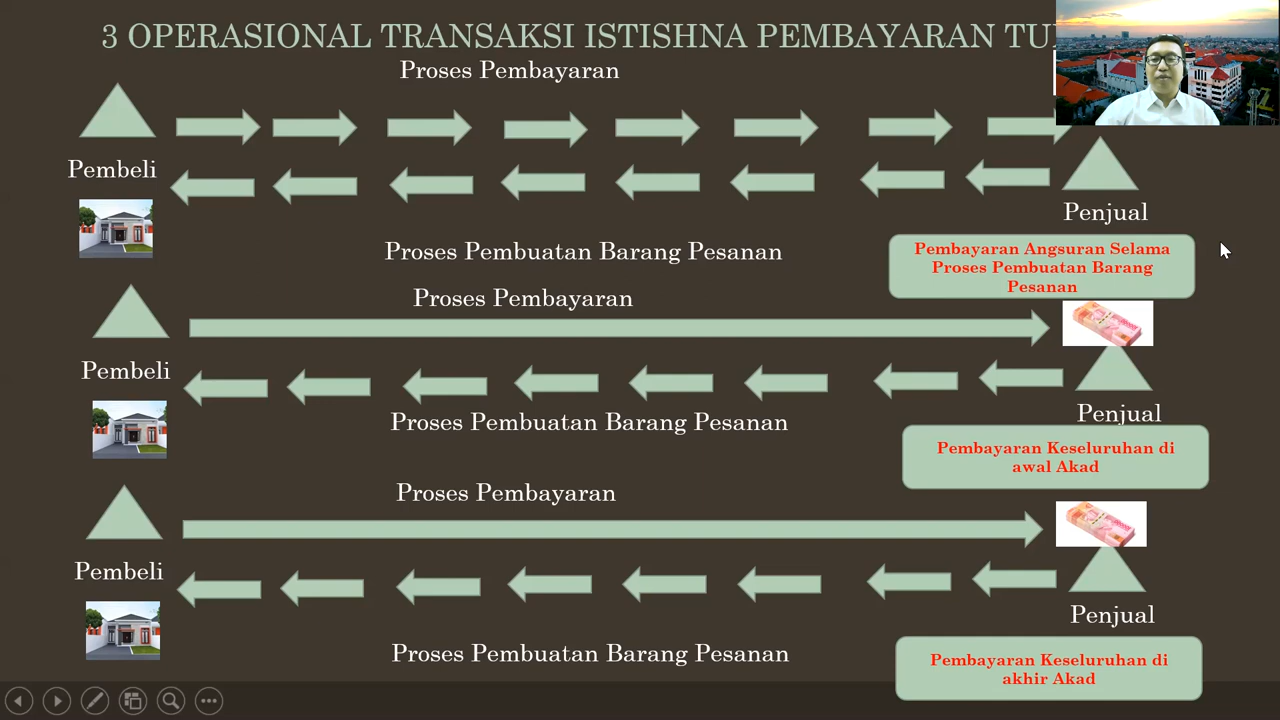 3 OPERASIONAL TRANSAKSI ISTISHNA PEMBAYARAN
Proses Pembayaran
Pembeli
Penjual
Proses Pembuatan Barang Pesanan
Pembayaran Angsuran Selama
Proses Pembuatan Barang
Pesanan
Proses Pembayaran
Pembeli
Penjual
Proses Pembuatan Barang Pesanan
Pembayaran Keseluruhan di
awal Akad
Proses Pembayaran
Pembeli
Penjual
Proses Pembuatan Barang Pesanan
Pembayaran Keseluruhan di
akhir Akad